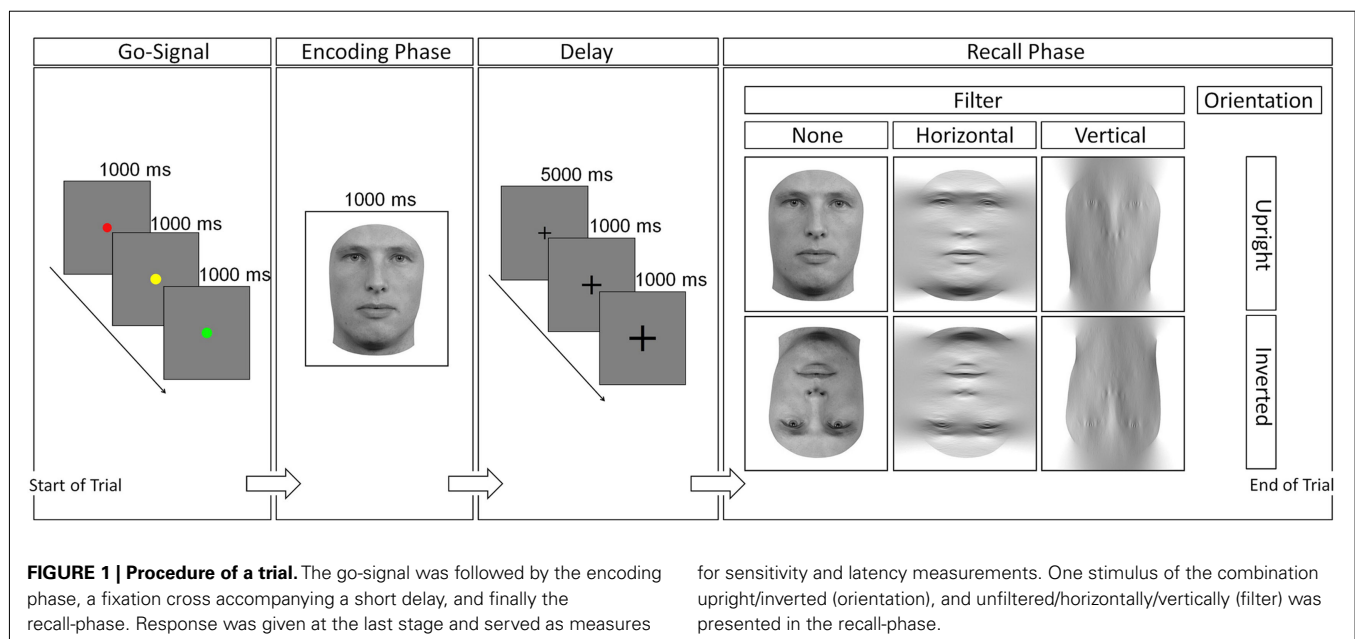 Go-Signal
Encoding Phase
Delay
Recall Phase
Filter
Orientation
None
Horizontal
Vertical
1000 ms
1000 ms
1000 ms
1000 ms
5000 ms
1000 ms
1000 ms
Upright
Inverted
Start of Trial
End of Trial
FIGURE 1 | Procedure of a trial. The go-signal was followed by the encoding
phase, a fixation cross accompanying a short delay, and finally the
recall-phase. Response was given at the last stage and served as measures
for sensitivity and latency measurements. One stimulus of the combination
upright/inverted (orientation), and unfiltered/horizontally/vertically (filter) was
presented in the recall-phase.